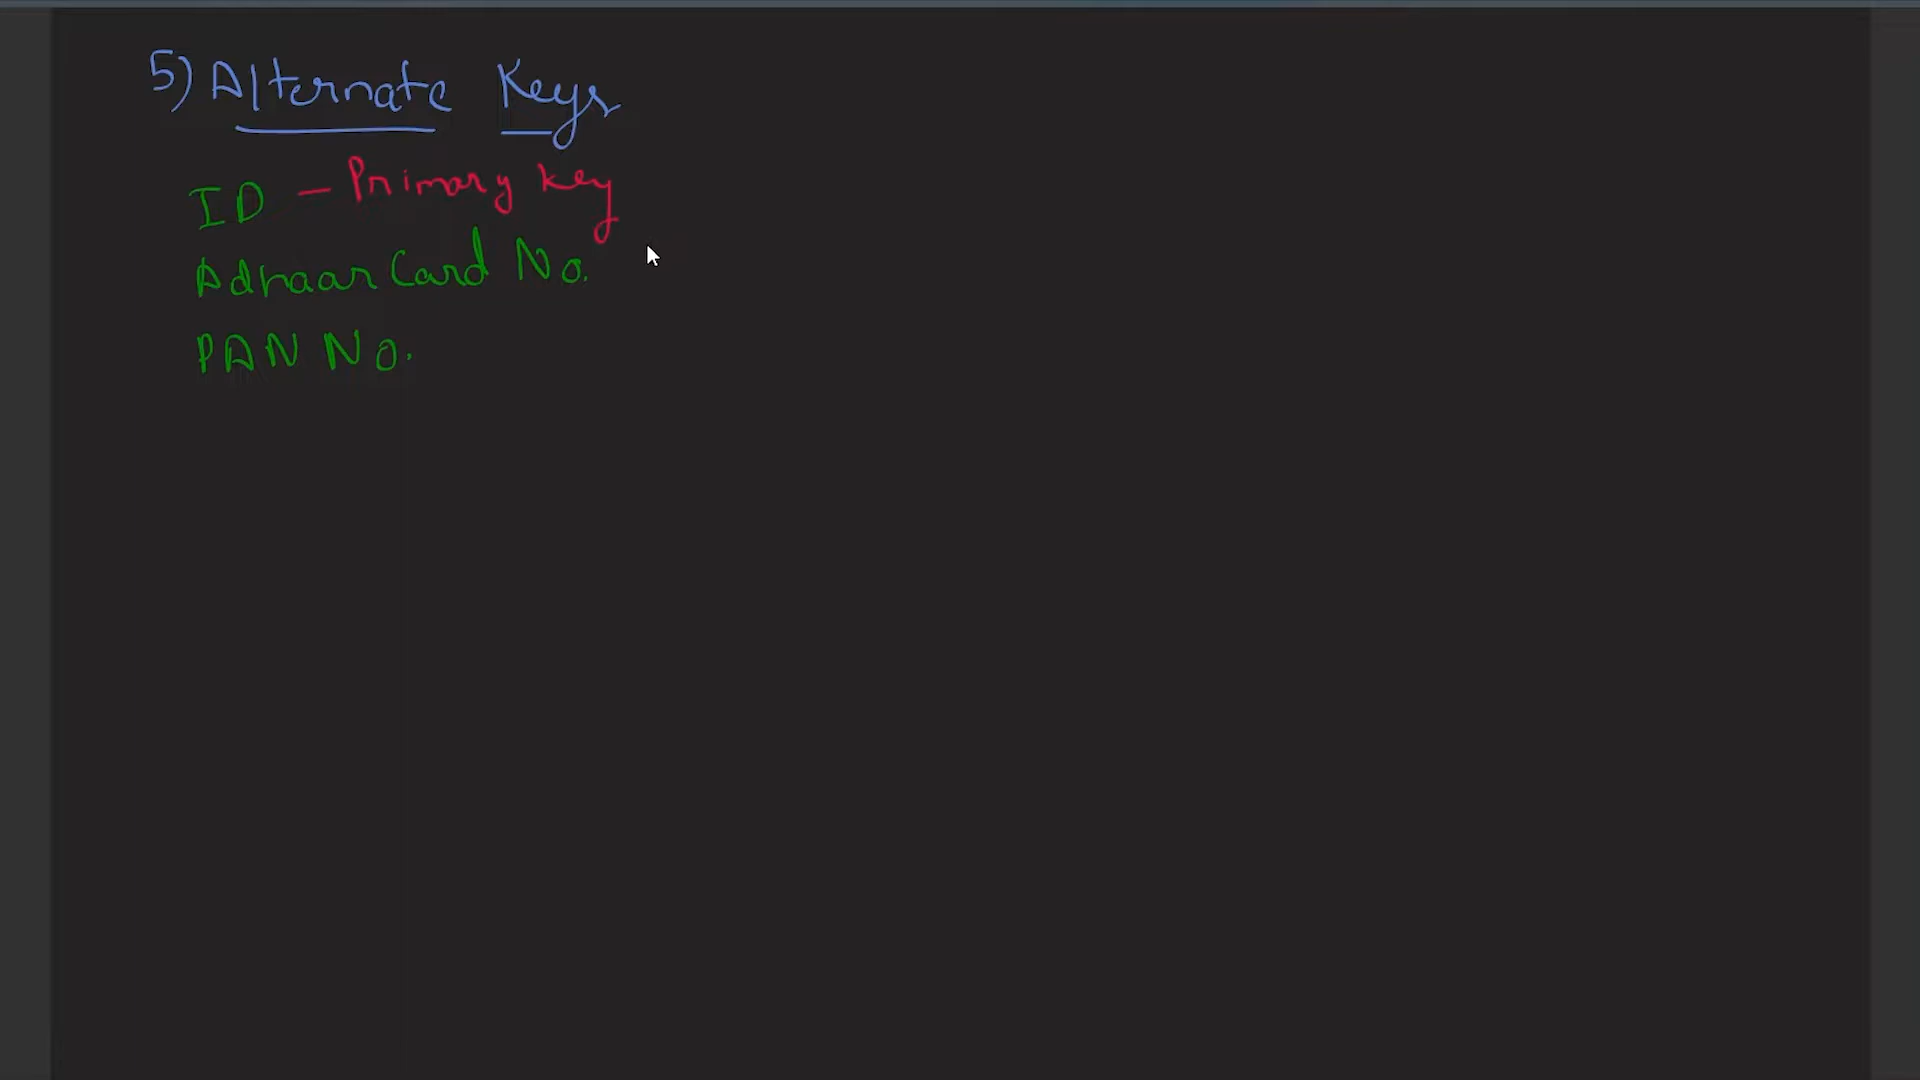 5) Alternate Keys
ID - Primary key
Adhaar Card No.
PAN No.